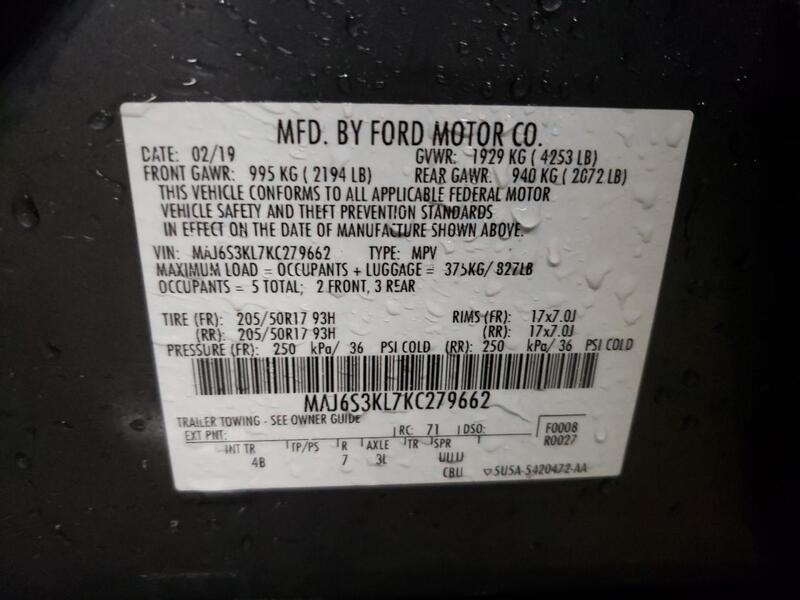 MFD. BY FORD MOTOR CO.
DATE: 02/19 GVWR: 1929 KG ( 4253 LB)
FRONT GAWR: 995 KG ( 2194 LB) REAR GAWR: 940 KG ( 2072 LB)
THIS VEHICLE CONFORMS TO ALL APPLICABLE FEDERAL MOTOR
VEHICLE SAFETY AND THEFT PREVENTION STANDARDS
IN EFFECT ON THE DATE OF MANUFACTURE SHOWN ABOVE.
VIN: MAJ6S3KL7KC279662 TYPE: MPV
MAXIMUM LOAD = OCCUPANTS + LUGGAGE = 375KG/ 827LB
OCCUPANTS = 5 TOTAL; 2 FRONT, 3 REAR
TIRE (FR): 205/50R17 93H RIMS (FR): 17x7.0J
(RR): 205/50R17 93H (RR): 17x7.0J
PRESSURE (FR): 250 kPa/ 36 PSI COLD (RR): 250 kPa/ 36 PSI COLD
MAJ6S3KL7KC279662
TRAILER TOWING - SEE OWNER GUIDE
EXT PNT: RC: 71 DSO: F0008
R0027
INT TR TP/PS R AXLE TR SPR
4B 7 3L UUUU
CBU 5U5A-5420472-AA